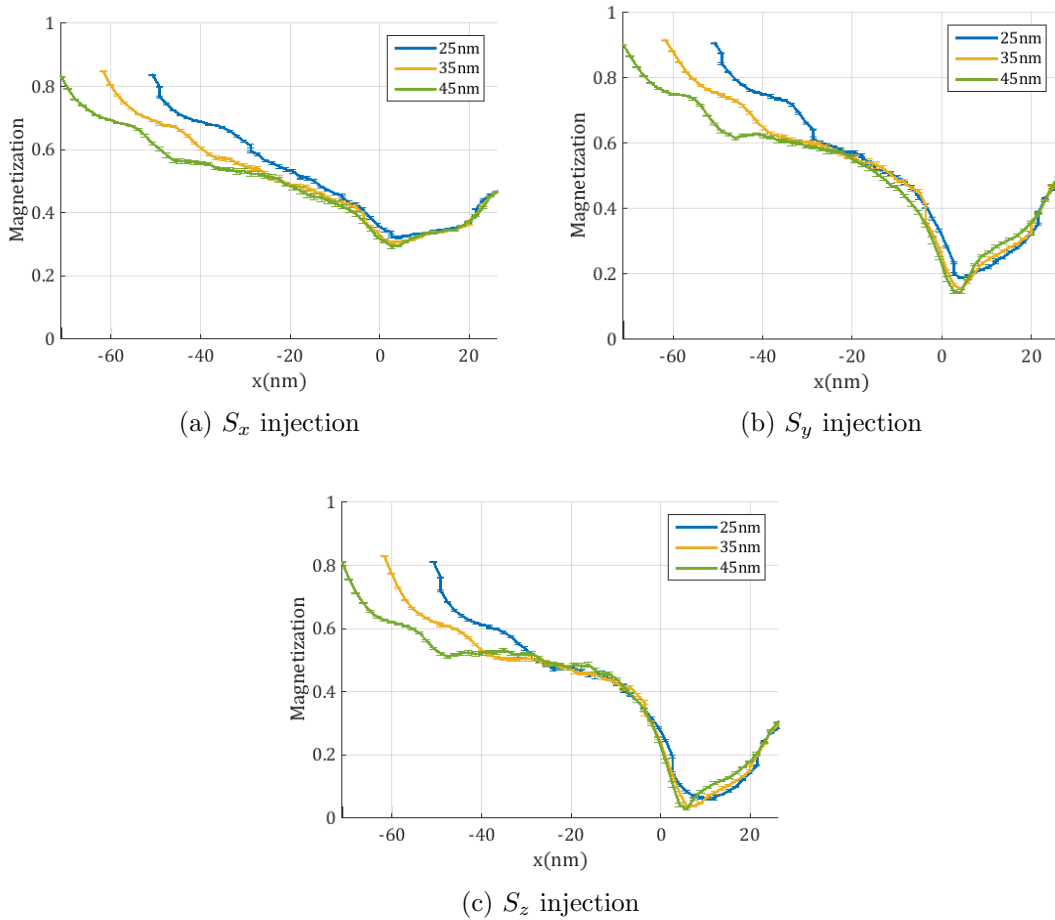 1
0.8
0.6
0.4
0.2
0
Magnetization
25nm
35nm
45nm
-60
-40
-20
0
20
x(nm)
(a) Sₓ injection
1
0.8
0.6
0.4
0.2
0
Magnetization
25nm
35nm
45nm
-60
-40
-20
0
20
x(nm)
(b) S_y injection
1
0.8
0.6
0.4
0.2
0
Magnetization
25nm
35nm
45nm
-60
-40
-20
0
20
x(nm)
(c) S_z injection